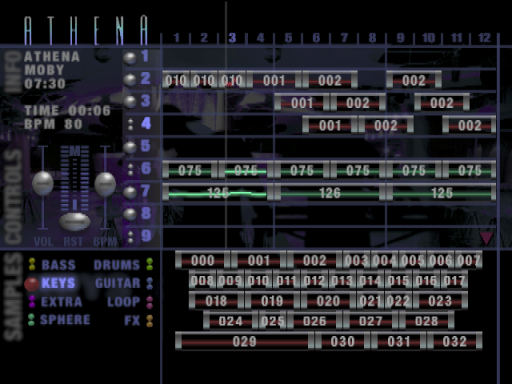 ATHENA
1 2 3 4 5 6 7 8 9 10 11 12
INFO
ATHENA
MOBY
07:30
TIME 00:06
BPM 80
1
2 010 010 010 001 002 002
3 001 002 002
4 001 002 002
5
6 075 075 075 075 075 075
7 126 126 125
8
9
CONTROLS
M
VOL RST BPM
SAMPLES
BASS DRUMS
KEYS GUITAR
EXTRA LOOP
SPHERE FX
000 001 002 003 004 005 006 007
008 009 010 011 012 013 014 015 016 017
018 019 020 021 022 023
024 025 026 027 028
029 030 031 032